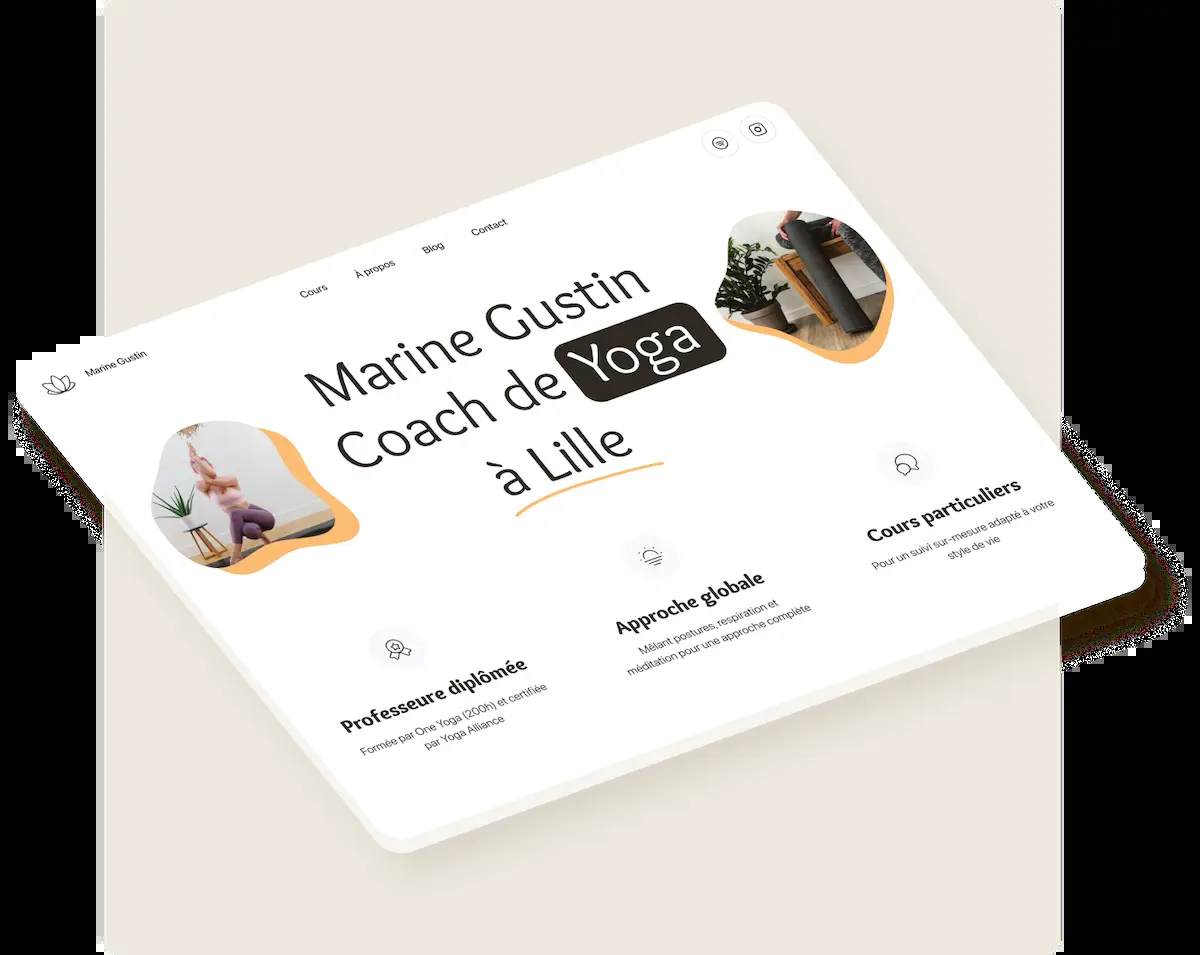 Marine Gustin
Cours
À propos
Blog
Contact
Marine Gustin
Coach de Yoga
à Lille
Professeure diplômée
Formée par One Yoga (200h) et certifiée
par Yoga Alliance
Approche globale
Mêlant postures, respiration et
méditation pour une approche complète
Cours particuliers
Pour un suivi sur-mesure adapté à votre
style de vie